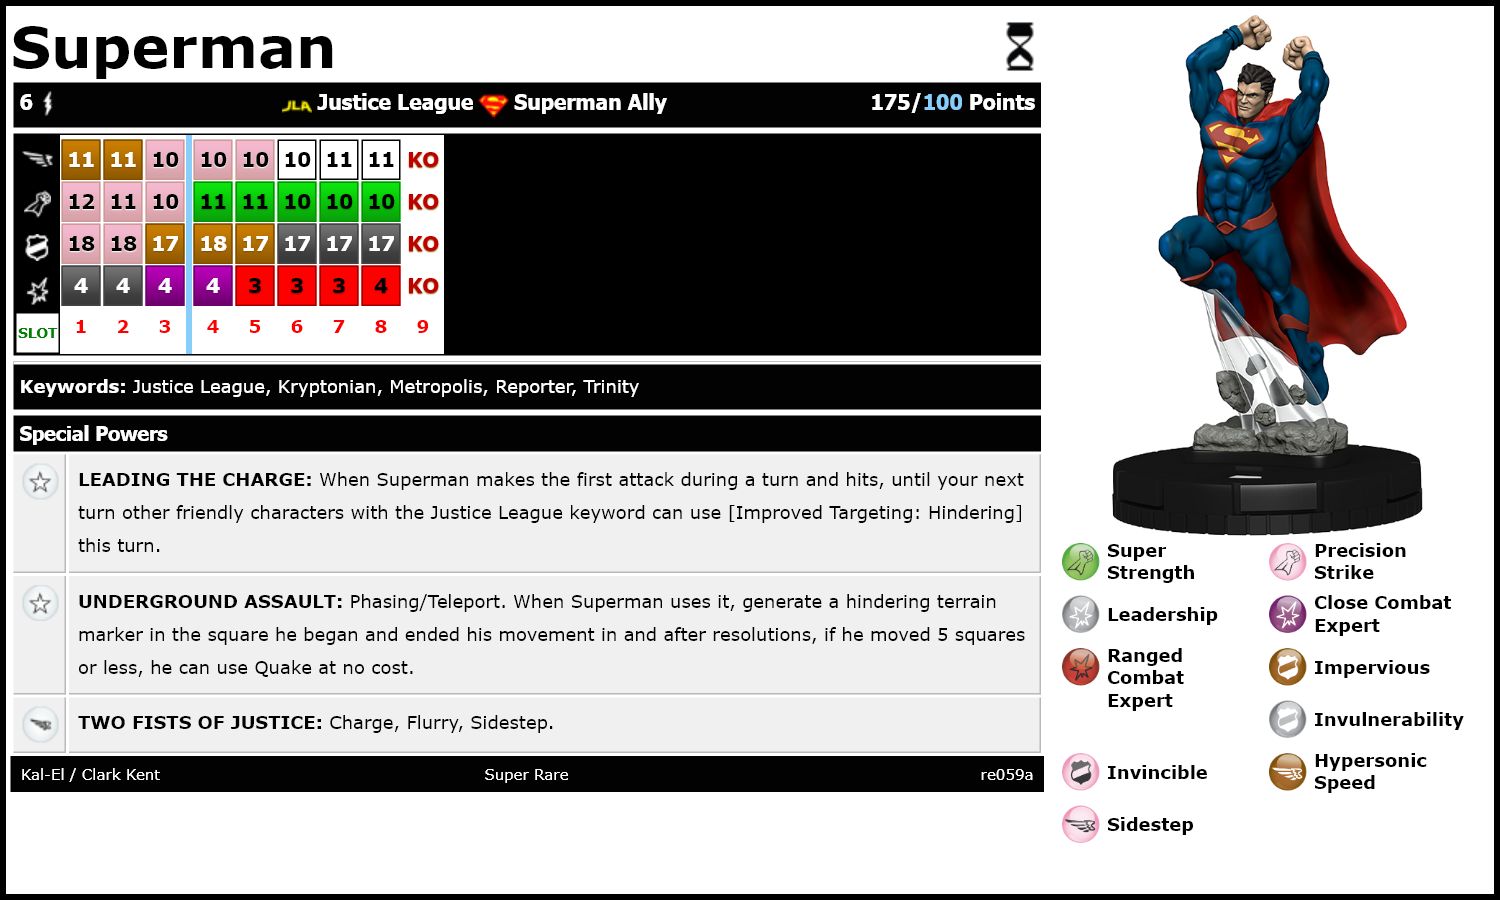 Superman
6 JLA Justice League S Superman Ally 175/100 Points
11 11 10 10 10 10 11 11 KO
12 11 10 11 11 10 10 10 KO
18 18 17 18 17 17 17 17 KO
4 4 4 4 3 3 3 4 KO
SLOT 1 2 3 4 5 6 7 8 9
Keywords: Justice League, Kryptonian, Metropolis, Reporter, Trinity
Special Powers
LEADING THE CHARGE: When Superman makes the first attack during a turn and hits, until your next
turn other friendly characters with the Justice League keyword can use [Improved Targeting: Hindering]
this turn.
UNDERGROUND ASSAULT: Phasing/Teleport. When Superman uses it, generate a hindering terrain
marker in the square he began and ended his movement in and after resolutions, if he moved 5 squares
or less, he can use Quake at no cost.
TWO FISTS OF JUSTICE: Charge, Flurry, Sidestep.
Kal-El / Clark Kent Super Rare re059a
S
Super
Strength
Precision
Strike
Leadership
Close Combat
Expert
Ranged
Combat
Expert
Impervious
Invulnerability
Invincible
Hypersonic
Speed
Sidestep